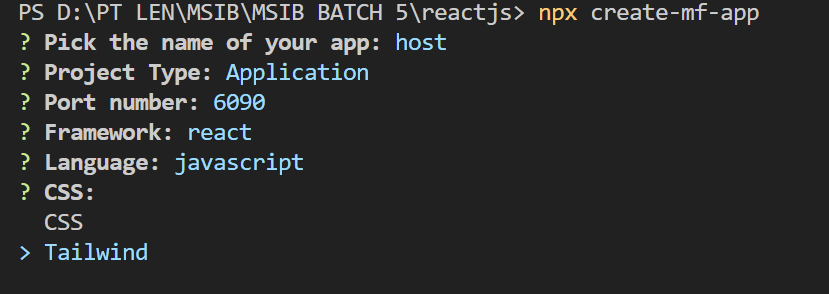 PS D:\PT LEN\MSIB\MSIB BATCH 5\reactjs> npx create-mf-app
? Pick the name of your app: host
? Project Type: Application
? Port number: 6090
? Framework: react
? Language: javascript
? CSS:
  CSS
> Tailwind